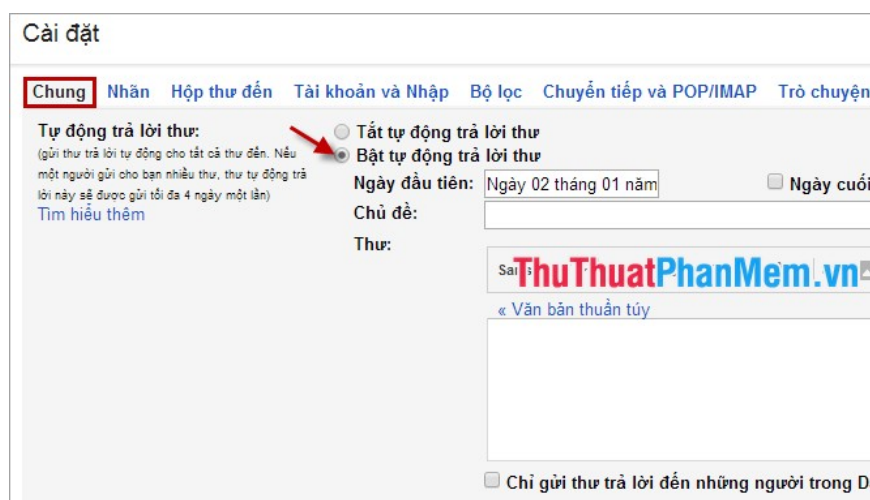 Cài đặt
Chung Nhãn Hộp thư đến Tài khoản và Nhập Bộ lọc Chuyển tiếp và POP/IMAP Trò chuyện
Tự động trả lời thư:
(gửi thư trả lời tự động cho tất cả thư đến. Nếu
một người gửi cho bạn nhiều thư, thư tự động trả
lời này sẽ được gửi tối đa 4 ngày một lần)
Tìm hiểu thêm
Tắt tự động trả lời thư
Bật tự động trả lời thư
Ngày đầu tiên: Ngày 02 tháng 01 năm Ngày cuối
Chủ đề:
Thư:
ThuThuatPhanMem.vn
« Văn bản thuần túy
Chỉ gửi thư trả lời đến những người trong